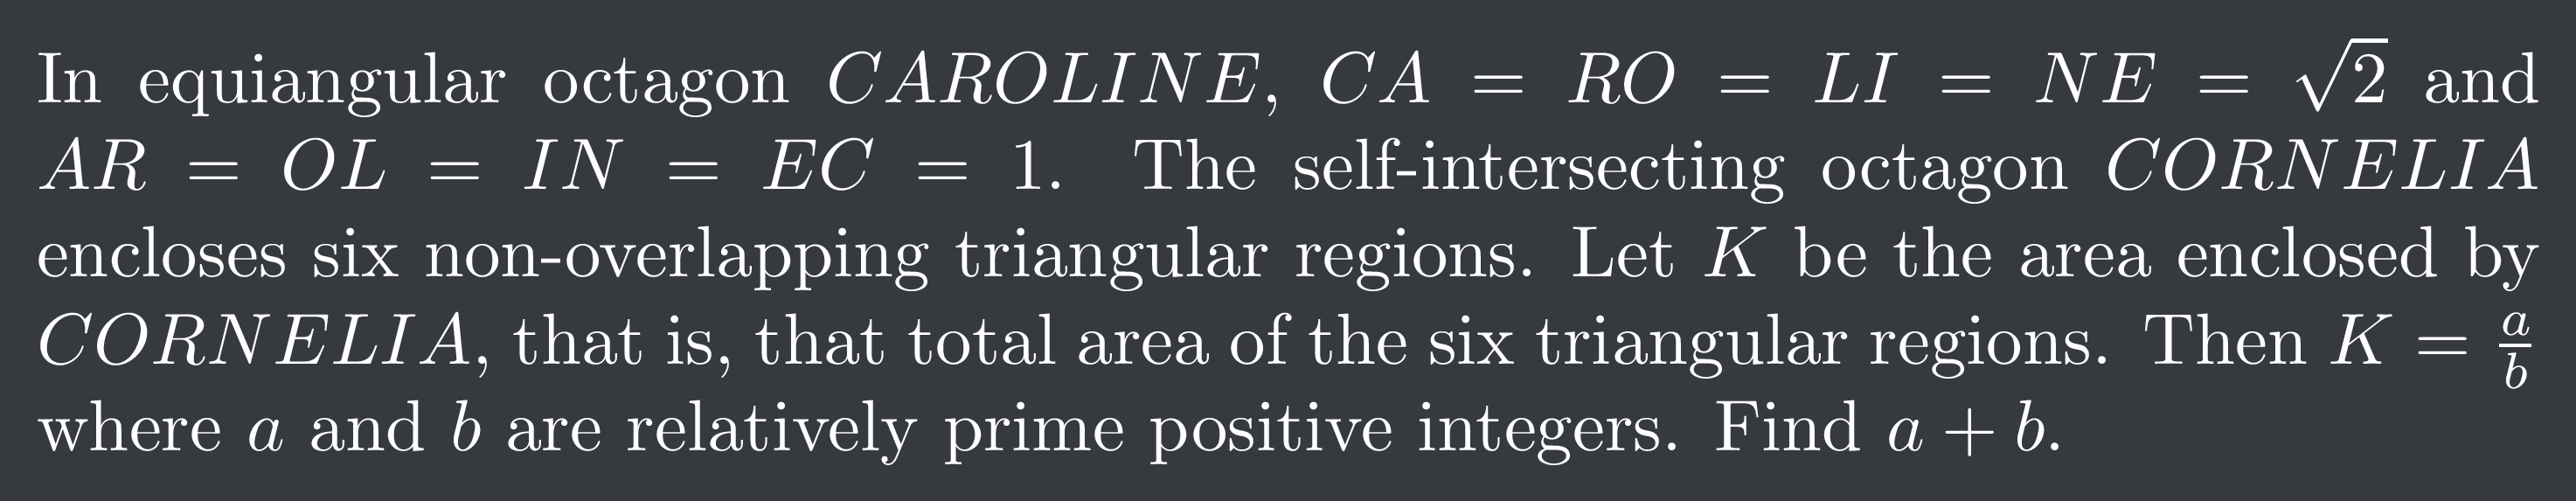 In equiangular octagon CAROLINE, CA = RO = LI = NE = √2 and
AR = OL = IN = EC = 1. The self-intersecting octagon CORNELIA
encloses six non-overlapping triangular regions. Let K be the area enclosed by
CORNELIA, that is, that total area of the six triangular regions. Then K = a/b
where a and b are relatively prime positive integers. Find a + b.